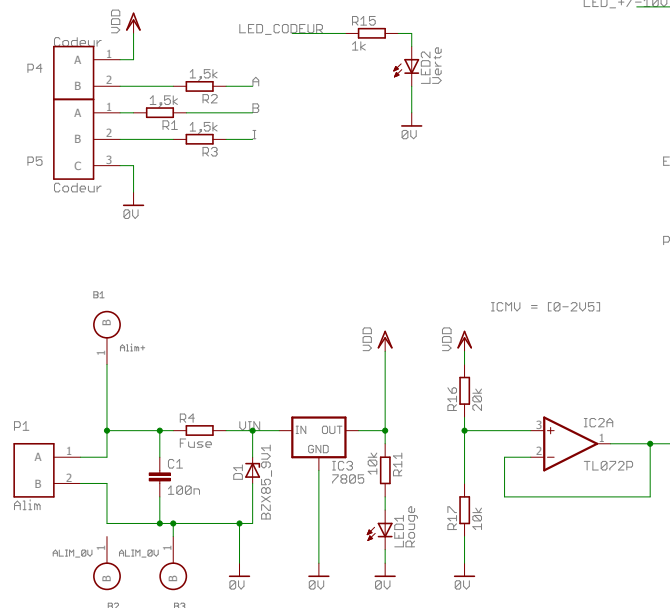 LED_+/-10V
VDD
LED_CODEUR
R15
1k
LED2
Verte
0V
Codeur
P4
A
1
B
2
1,5k
R2
A
A
1
1,5k
R1
B
B
2
1,5k
R3
I
P5
C
3
Codeur
0V
E
P
B1
B
1
Alim+
ICMV = [0-2V5]
VDD
VDD
R16
20k
P1
A
1
B
2
Alim
R4
Fuse
VIN
C1
100n
D1
BZX85_9V1
IN
OUT
GND
IC3
7805
10k
R11
LED1
Rouge
3
+
2
-
1
IC2A
TL072P
R17
10k
ALIM_0V
1
B
B2
ALIM_0V
1
B
B3
0V
0V
0V
0V